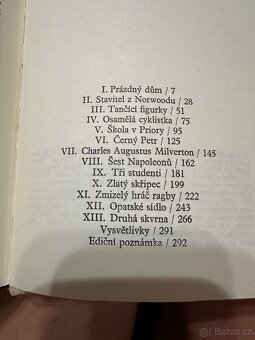 I. Prázdný dům / 7
II. Stavitel z Norwoodu / 28
III. Tančící figurky / 51
IV. Osamělá cyklistka / 75
V. Škola v Priory / 95
VI. Černý Petr / 125
VII. Charles Augustus Milverton / 145
VIII. Šest Napoleonů / 162
IX. Tři studenti / 181
X. Zlatý skřipec / 199
XI. Zmizelý hráč ragby / 222
XII. Opatské sídlo / 243
XIII. Druhá skvrna / 266
Vysvětlivky / 291
Ediční poznámka / 292
Bazoš.cz